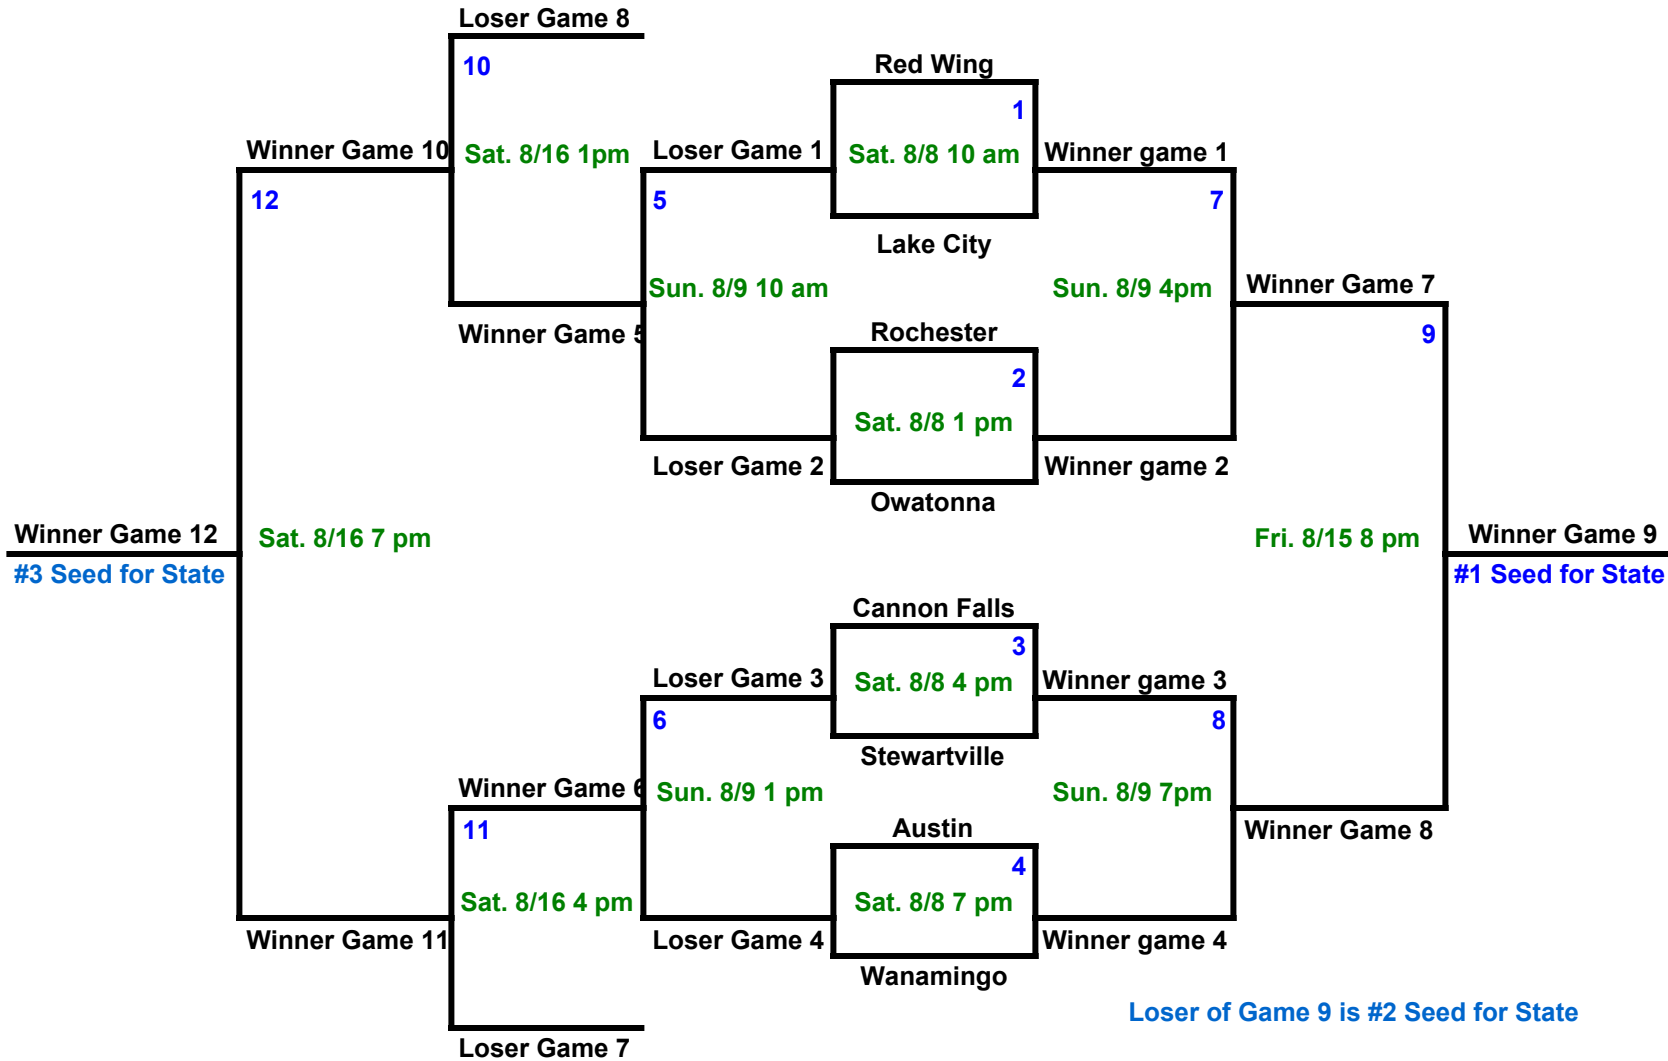 Loser Game 8
10
Red Wing
1
Winner Game 10
Sat. 8/16 1pm
Loser Game 1
Sat. 8/8 10 am
Winner game 1
12
5
7
Lake City
Sun. 8/9 10 am
Sun. 8/9 4pm
Winner Game 7
Winner Game 5
Rochester
9
2
Sat. 8/8 1 pm
Loser Game 2
Winner game 2
Owatonna
Winner Game 12
Sat. 8/16 7 pm
Fri. 8/15 8 pm
Winner Game 9
#3 Seed for State
#1 Seed for State
Cannon Falls
3
Loser Game 3
Sat. 8/8 4 pm
Winner game 3
6
8
Stewartville
Winner Game 6
Sun. 8/9 1 pm
Sun. 8/9 7pm
11
Austin
Winner Game 8
4
Sat. 8/16 4 pm
Sat. 8/8 7 pm
Winner Game 11
Loser Game 4
Winner game 4
Wanamingo
Loser of Game 9 is #2 Seed for State
Loser Game 7